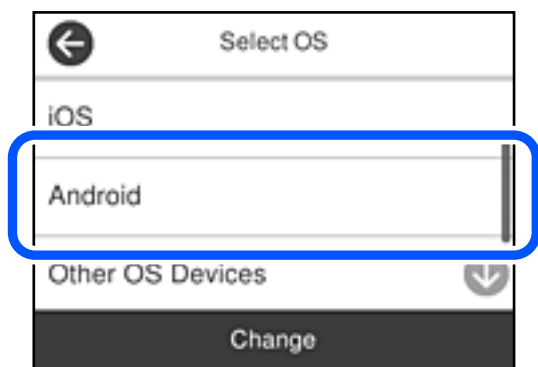 Select OS
iOS
Android
Other OS Devices
Change